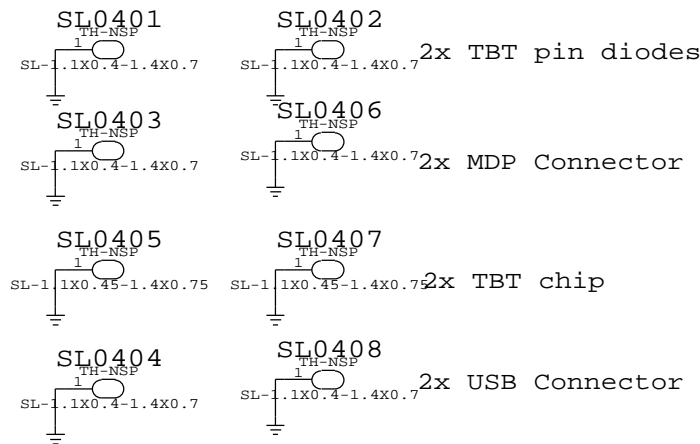 SL0401
TH-NSP
1
SL-1.1X0.4-1.4X0.7
SL0402
TH-NSP
1
SL-1.1X0.4-1.4X0.7
2x TBT pin diodes
SL0403
TH-NSP
1
SL-1.1X0.4-1.4X0.7
SL0406
TH-NSP
1
SL-1.1X0.4-1.4X0.7
2x MDP Connector
SL0405
TH-NSP
1
SL-1.1X0.45-1.4X0.75
SL0407
TH-NSP
1
SL-1.1X0.45-1.4X0.75
2x TBT chip
SL0404
TH-NSP
1
SL-1.1X0.4-1.4X0.7
SL0408
TH-NSP
1
SL-1.1X0.4-1.4X0.7
2x USB Connector